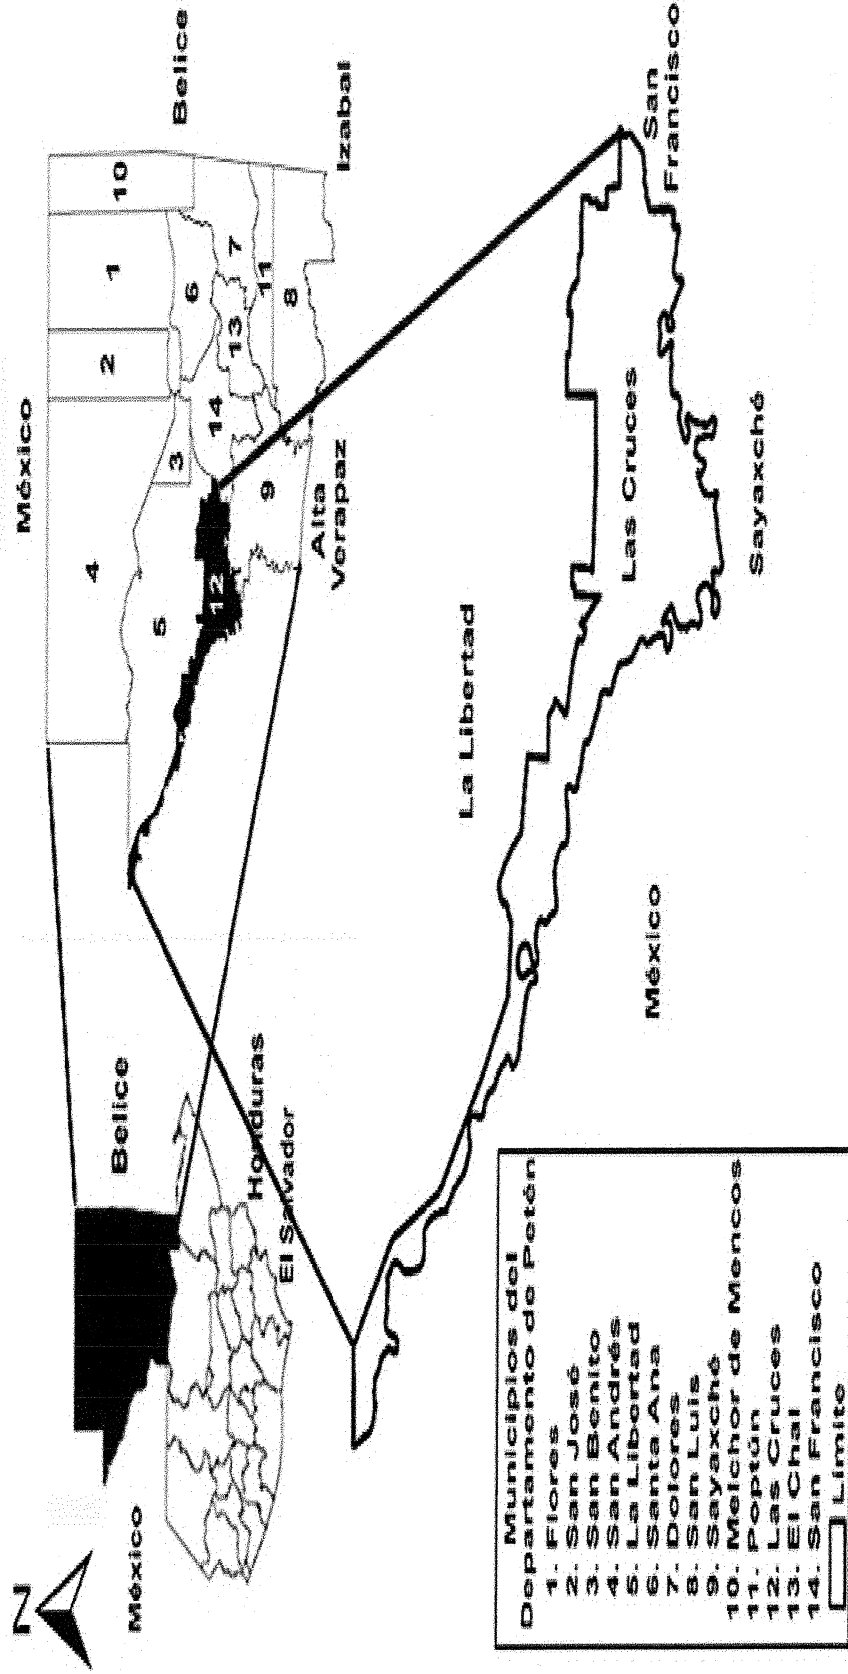 N
México
Belice
Honduras
El Salvador
México
Belice
Izabal
Alta
Verapaz
1
2
3
4
5
6
7
8
9
10
11
12
13
14
La Libertad
Las Cruces
San
Francisco
Sayaxché
México
Municipios del
Departamento de Petén
1. Flores
2. San José
3. San Benito
4. San Andrés
5. La Libertad
6. Santa Ana
7. Dolores
8. San Luis
9. Sayaxché
10. Melchor de Mencos
11. Poptún
12. Las Cruces
13. El Chal
14. San Francisco
Límite